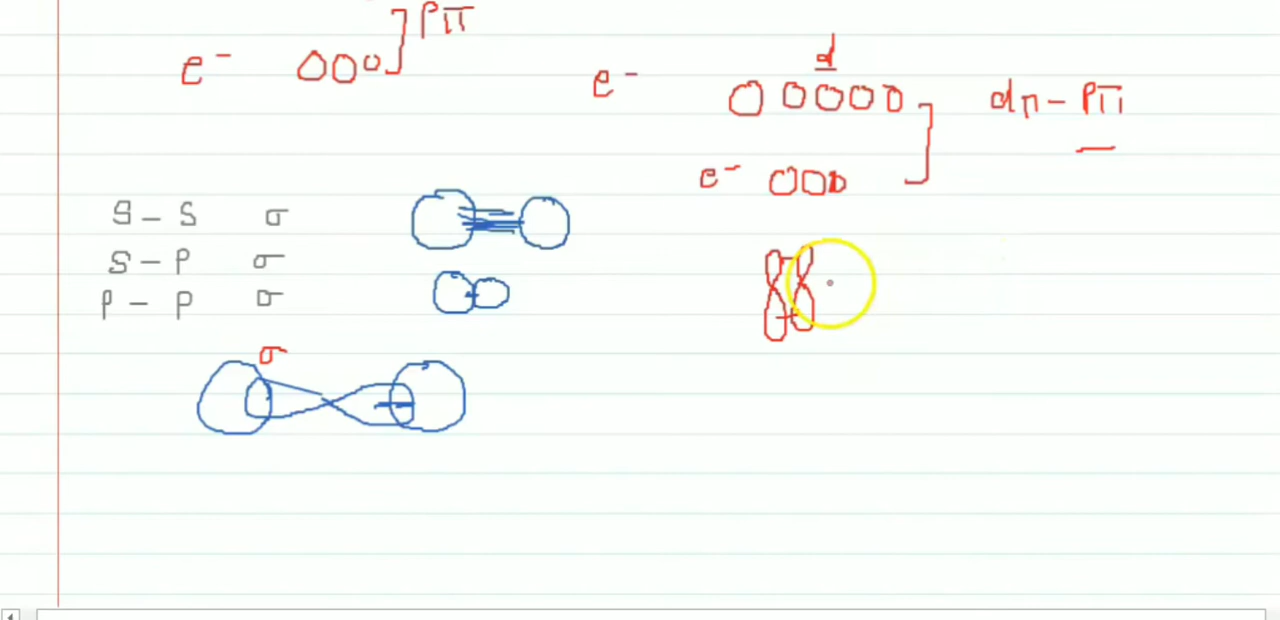 pπ
e⁻
d
e⁻
dπ - pπ
e⁻
S - S σ
S - P σ
P - P σ
σ